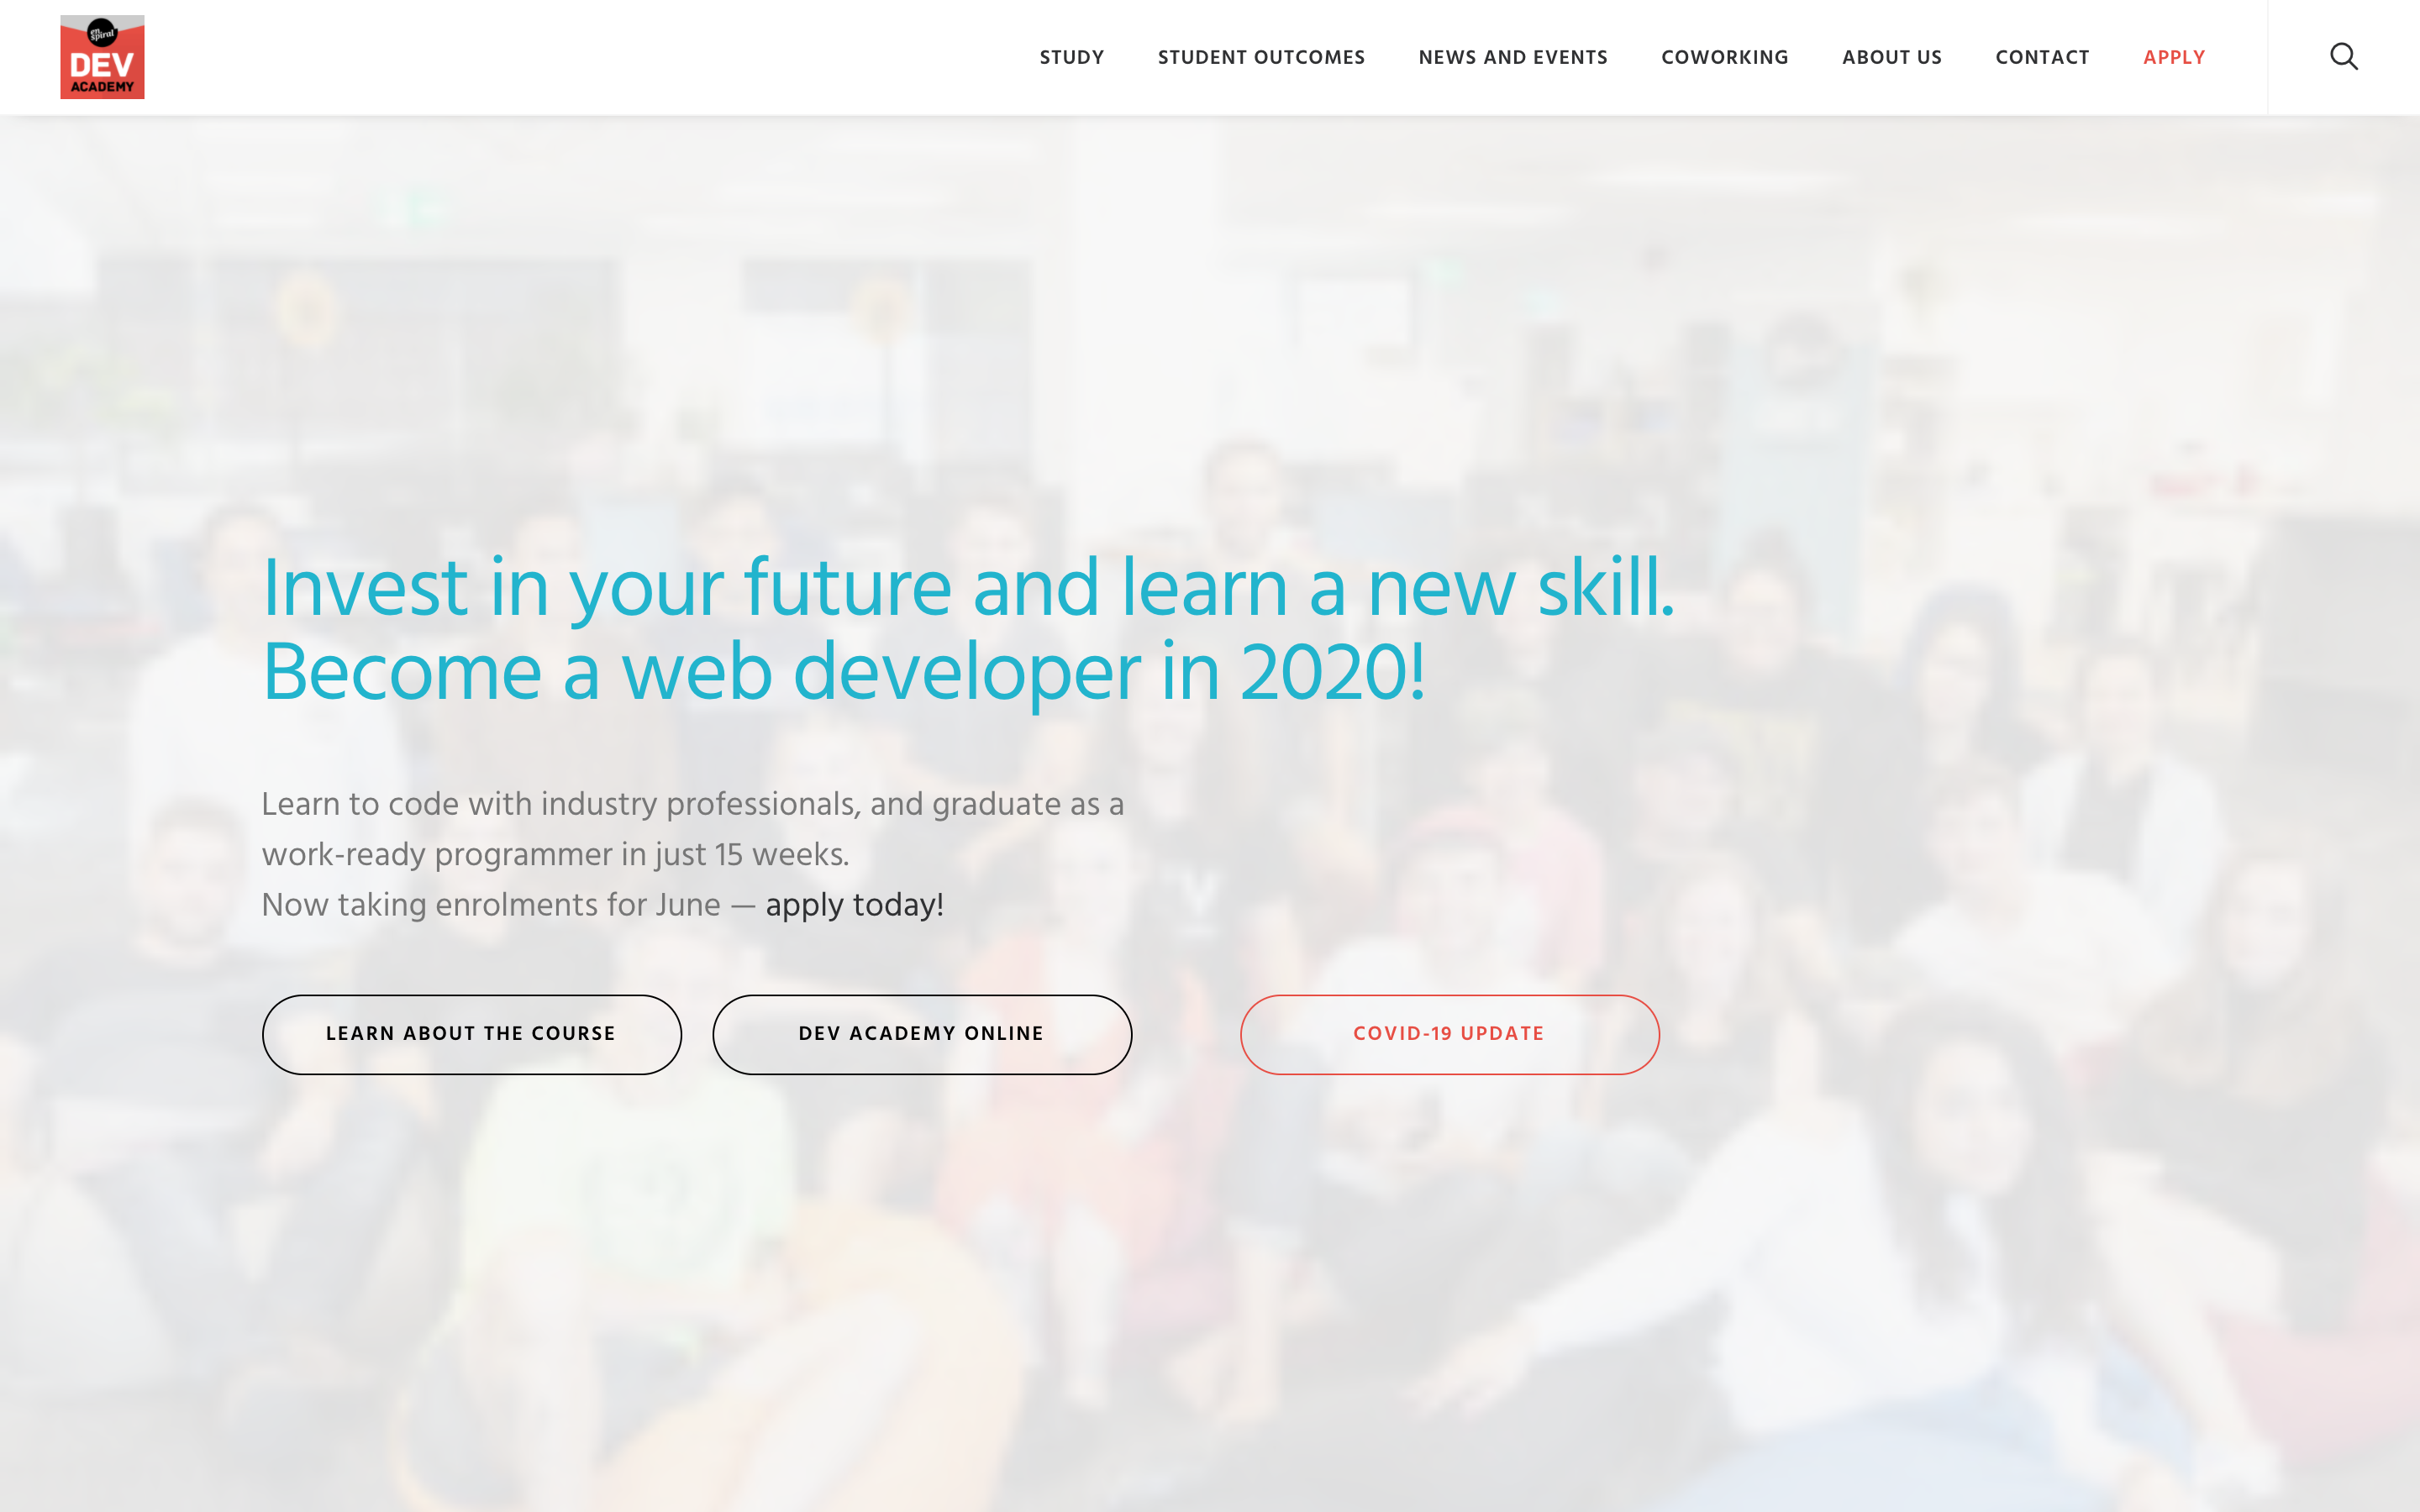 en
spiral
DEV
ACADEMY
STUDY STUDENT OUTCOMES NEWS AND EVENTS COWORKING ABOUT US CONTACT APPLY
Invest in your future and learn a new skill.
Become a web developer in 2020!
Learn to code with industry professionals, and graduate as a
work-ready programmer in just 15 weeks.
Now taking enrolments for June — apply today!
LEARN ABOUT THE COURSE DEV ACADEMY ONLINE COVID-19 UPDATE